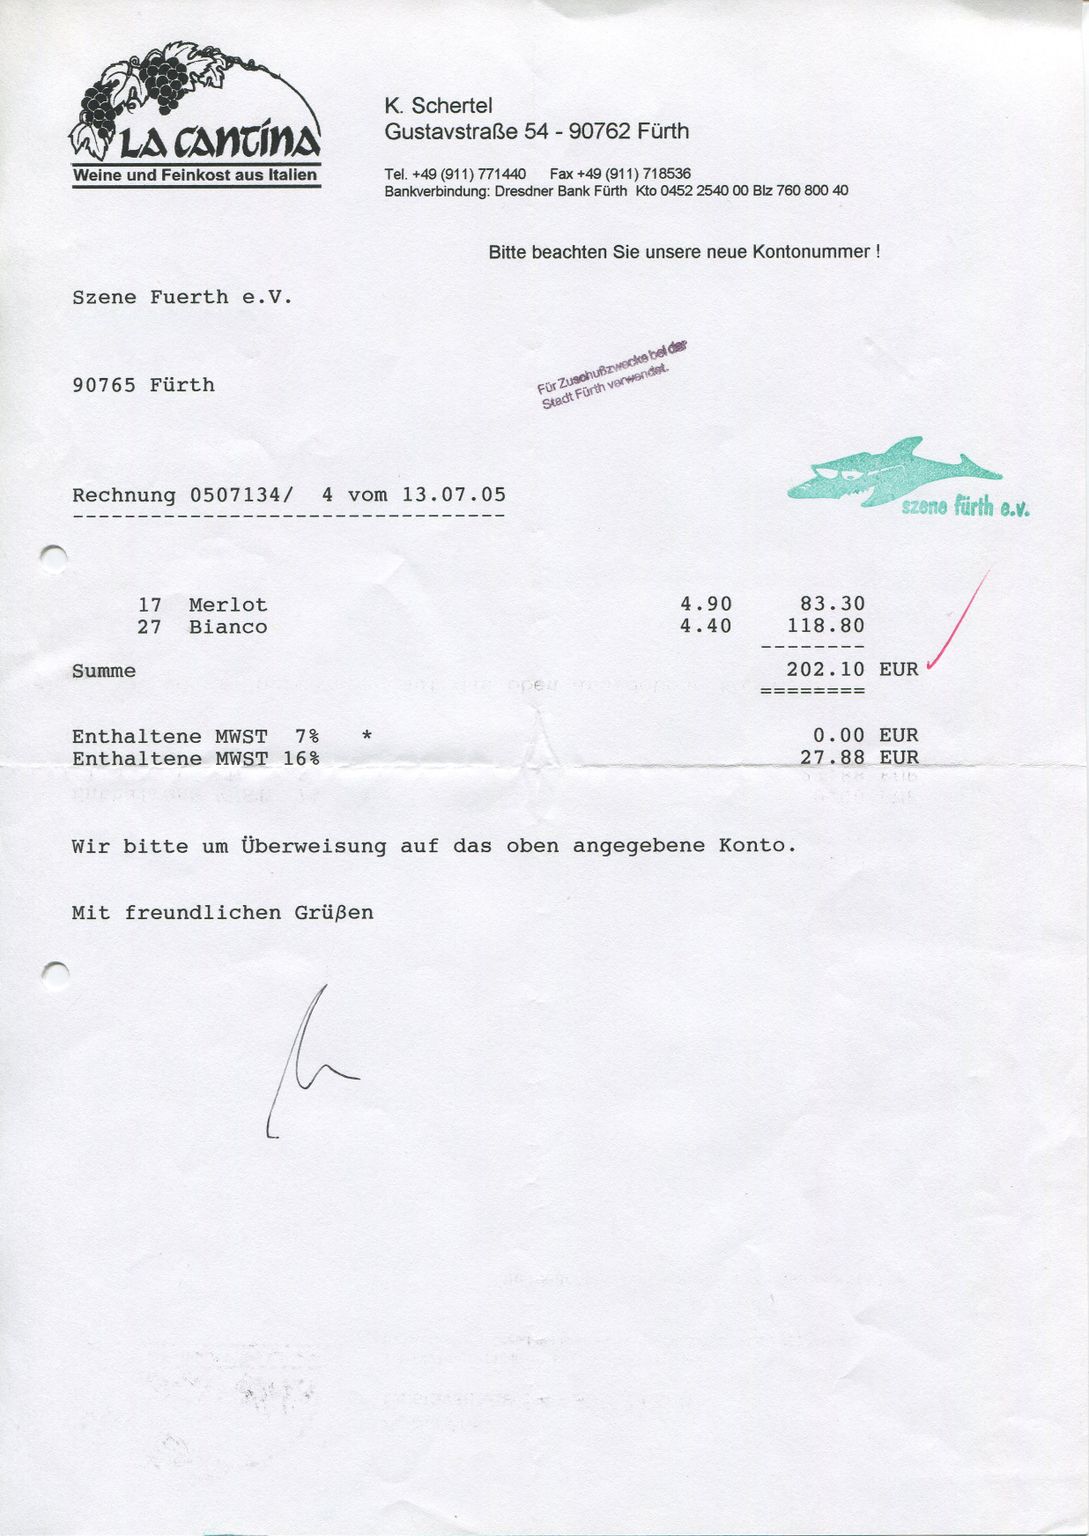 LA CANTINA
Weine und Feinkost aus Italien
K. Schertel
Gustavstraße 54 - 90762 Fürth
Tel. +49 (911) 771440 Fax +49 (911) 718536
Bankverbindung: Dresdner Bank Fürth Kto 0452 2540 00 Blz 760 800 40
Bitte beachten Sie unsere neue Kontonummer !
Szene Fuerth e.V.
90765 Fürth
Für Zuschußzwecke bei der
Stadt Fürth verwendet.
szene fürth e.v.
Rechnung 0507134/ 4 vom 13.07.05
--------------------------------
17 Merlot 4.90 83.30
27 Bianco 4.40 118.80
--------
Summe 202.10 EUR
========
Enthaltene MWST 7% * 0.00 EUR
Enthaltene MWST 16% 27.88 EUR
Wir bitte um Überweisung auf das oben angegebene Konto.
Mit freundlichen Grüßen